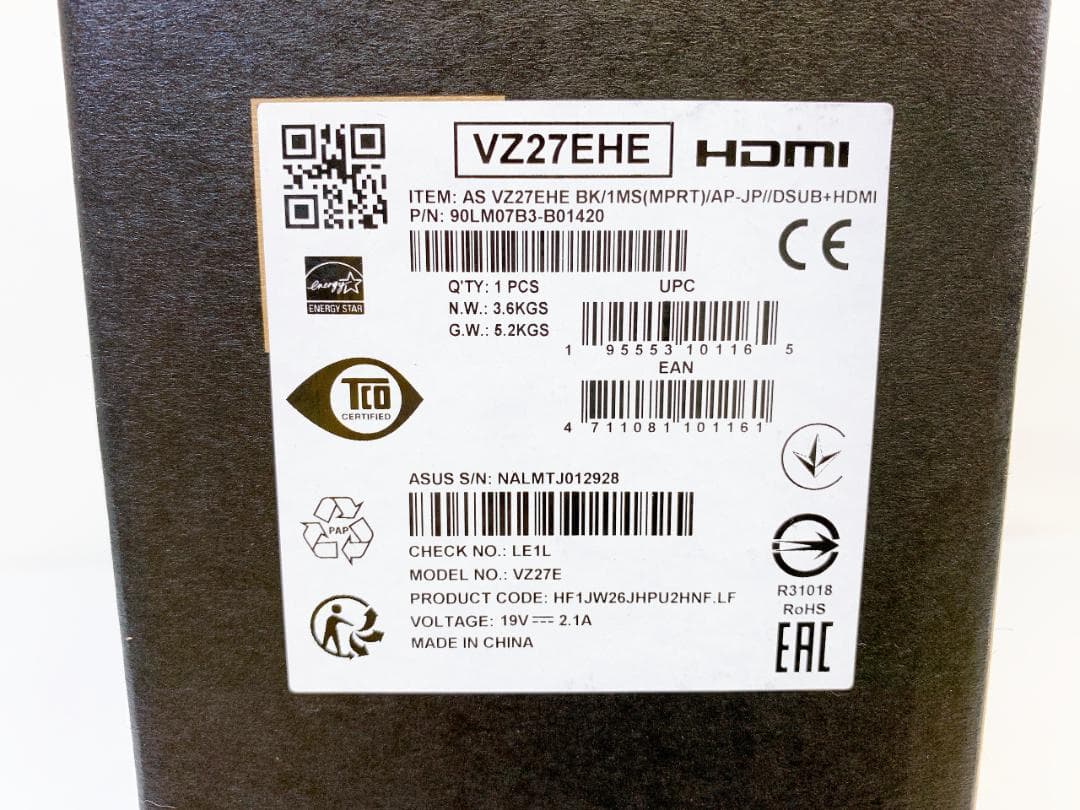 VZ27EHE HDMI
ITEM: AS VZ27EHE BK/1MS(MPRT)/AP-JP//DSUB+HDMI
P/N: 90LM07B3-B01420
CE
energy
ENERGY STAR
Q'TY: 1 PCS
N.W.: 3.6KGS
G.W.: 5.2KGS
UPC
1 95553 10116 5
EAN
4 711081 101161
TCO
CERTIFIED
ASUS S/N: NALMTJ012928
PAP
CHECK NO.: LE1L
MODEL NO.: VZ27E
PRODUCT CODE: HF1JW26JHPU2HNF.LF
VOLTAGE: 19V⎓ 2.1A
MADE IN CHINA
R31018
RoHS
EAC